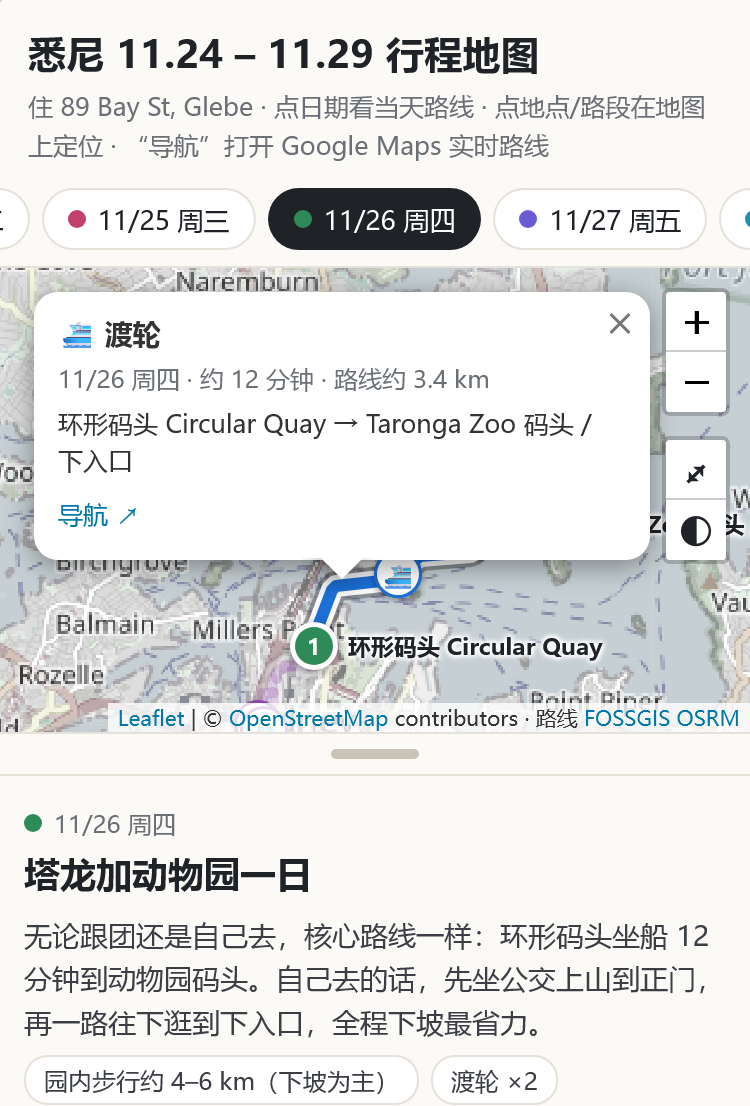 悉尼 11.24 – 11.29 行程地图
住 89 Bay St, Glebe · 点日期看当天路线 · 点地点/路段在地图
上定位 · “导航”打开 Google Maps 实时路线
11/25 周三
11/26 周四
11/27 周五
Naremburn
渡轮
11/26 周四 · 约 12 分钟 · 路线约 3.4 km
环形码头 Circular Quay → Taronga Zoo 码头 /
下入口
导航 ↗
+
−
Birchgrove
Balmain
Millers P
1
环形码头 Circular Quay
Rozelle
Vau
Point Piper
Leaflet | © OpenStreetMap contributors · 路线 FOSSGIS OSRM
11/26 周四
塔龙加动物园一日
无论跟团还是自己去，核心路线一样：环形码头坐船 12
分钟到动物园码头。自己去的话，先坐公交上山到正门，
再一路往下逛到下入口，全程下坡最省力。
园内步行约 4–6 km（下坡为主）
渡轮 ×2